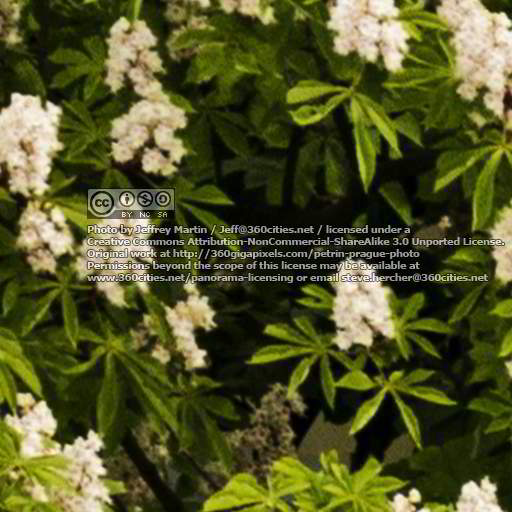 CC BY NC SA
Photo by Jeffrey Martin / Jeff@360cities.net / licensed under a
Creative Commons Attribution-NonCommercial-ShareAlike 3.0 Unported License.
Original work at http://360gigapixels.com/petrin-prague-photo
Permissions beyond the scope of this license may be available at
www.360cities.net/panorama-licensing or email steve.hercher@360cities.net